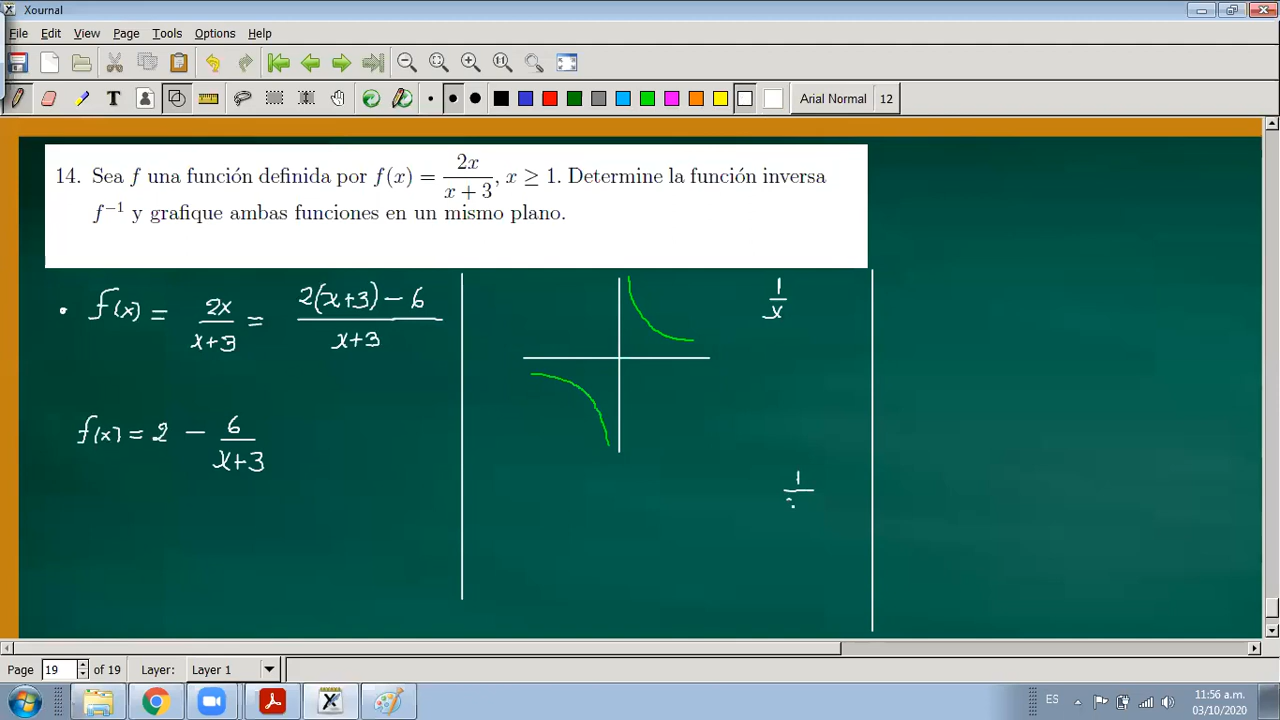 Xournal
File Edit View Page Tools Options Help
Arial Normal 12
14. Sea f una función definida por f(x) = 2x/(x + 3), x ≥ 1. Determine la función inversa
f⁻¹ y grafique ambas funciones en un mismo plano.
• f(x) = 2x/(x+3) = (2(x+3) − 6)/(x+3)
1/x
f(x) = 2 − 6/(x+3)
1
Page 19 of 19 Layer: Layer 1
ES 11:56 a.m.
03/10/2020